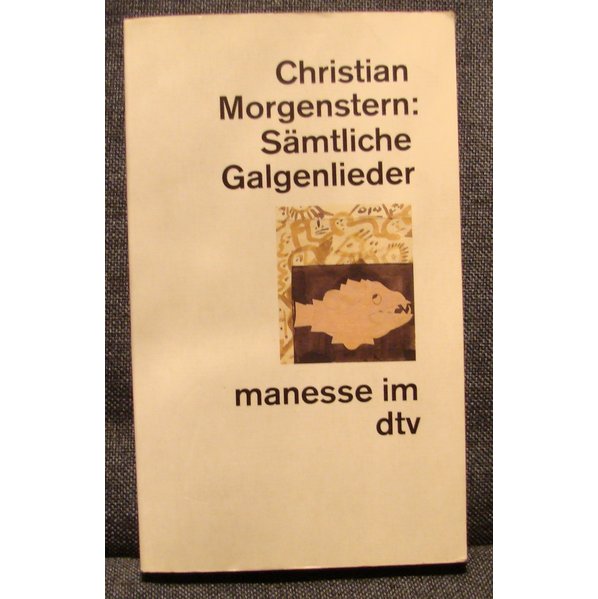 Christian
Morgenstern:
Sämtliche
Galgenlieder
manesse im
dtv